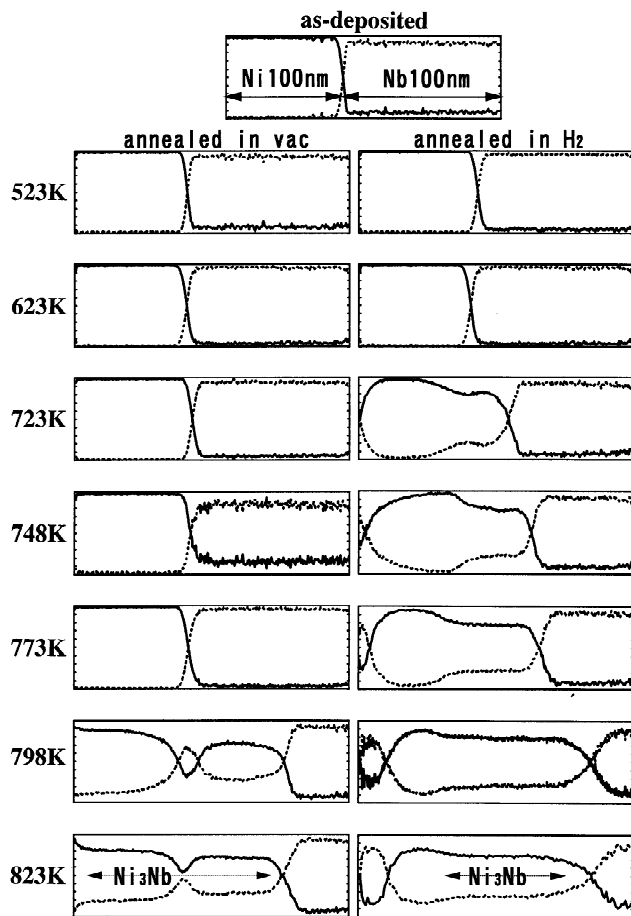 as-deposited
Ni100nm Nb100nm
annealed in vac annealed in H₂
523K
623K
723K
748K
773K
798K
823K
Ni₃Nb Ni₃Nb